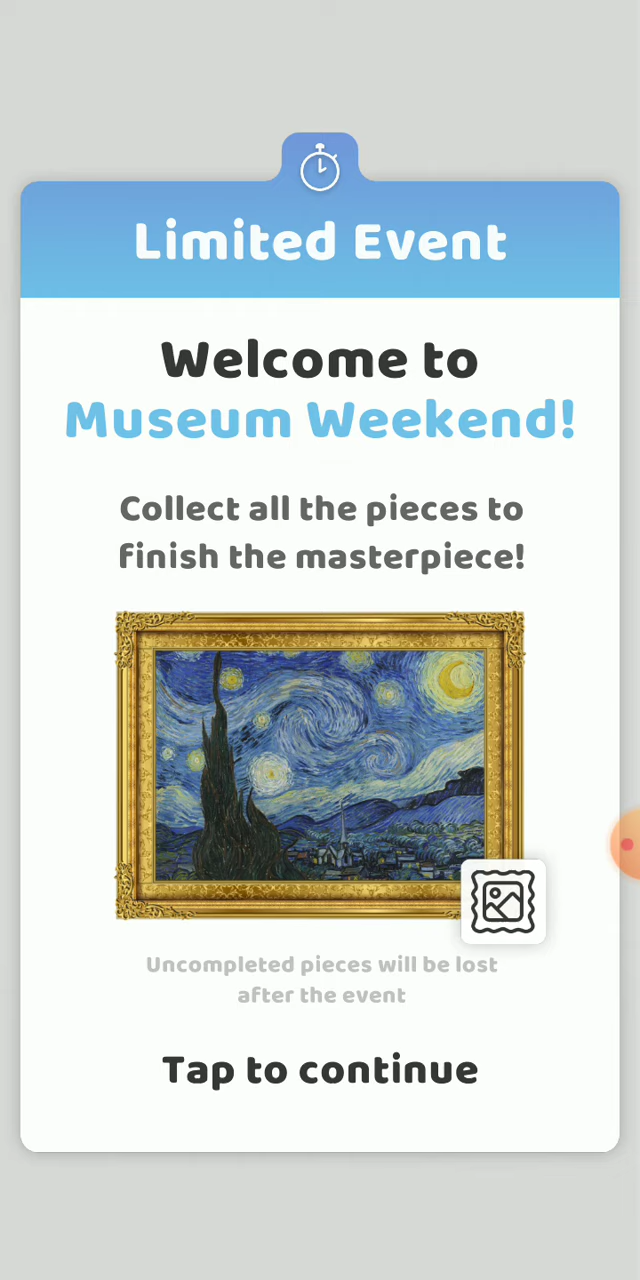 Limited Event
Welcome to
Museum Weekend!
Collect all the pieces to
finish the masterpiece!
Uncompleted pieces will be lost
after the event
Tap to continue